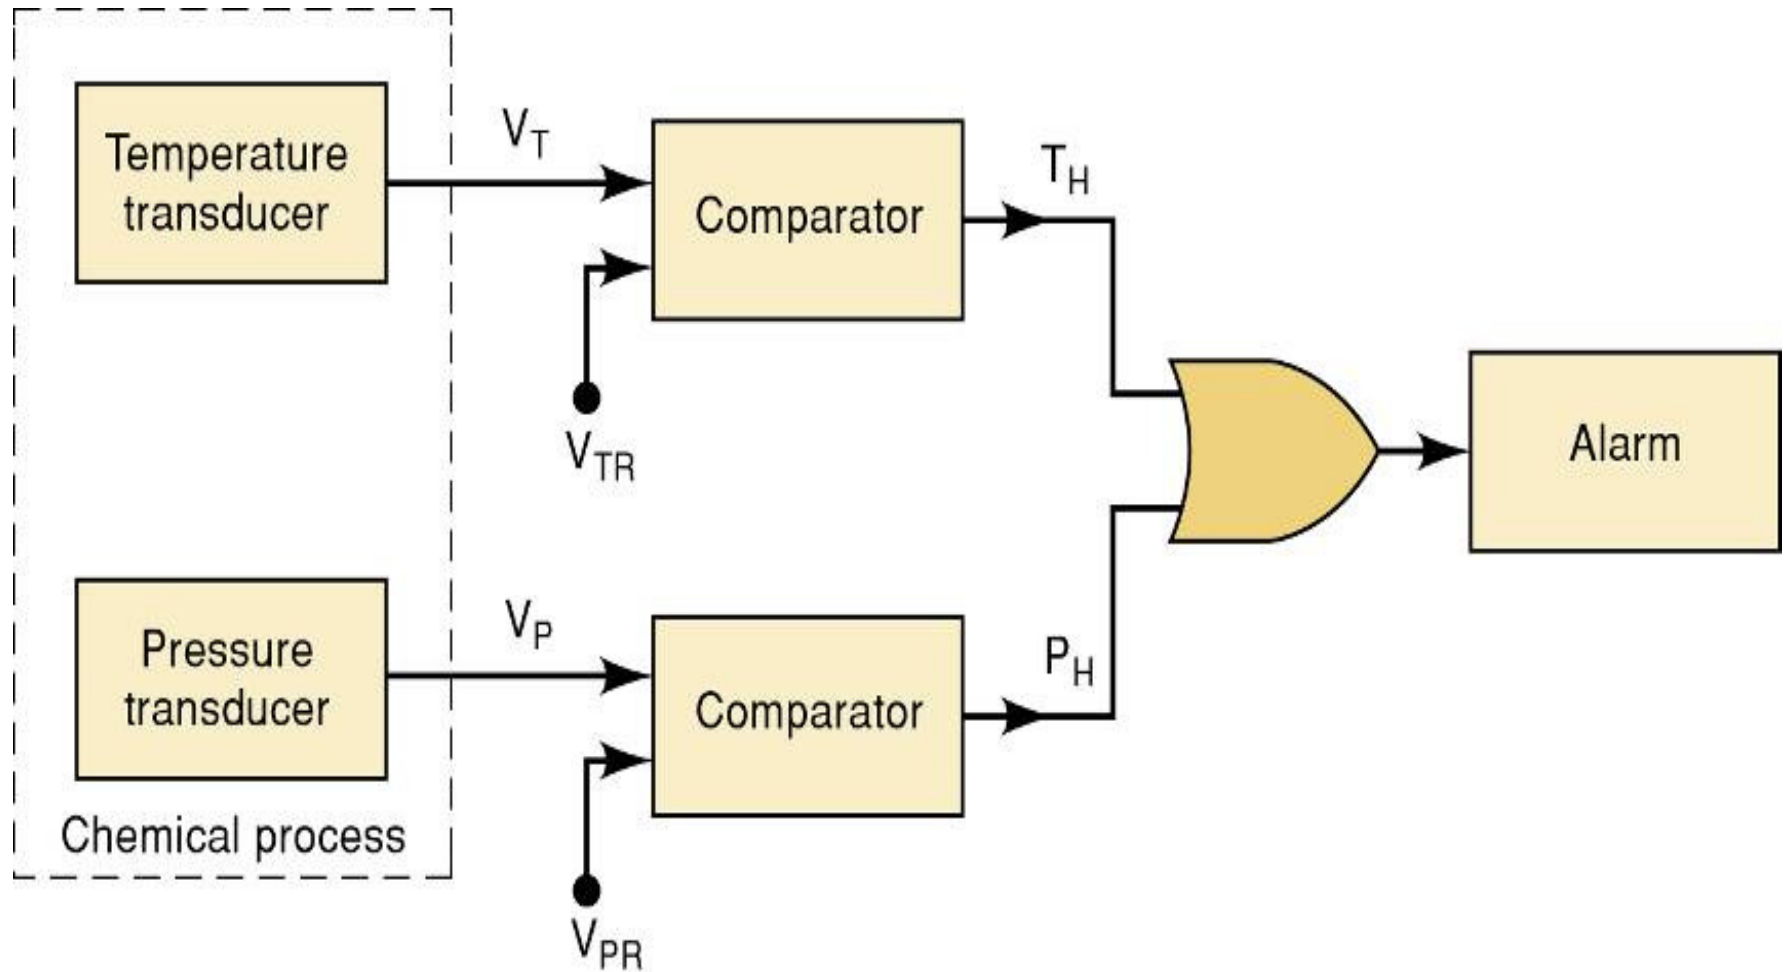 Temperature
transducer
V_T
Comparator
T_H
V_TR
Alarm
Pressure
transducer
V_P
Comparator
P_H
V_PR
Chemical process